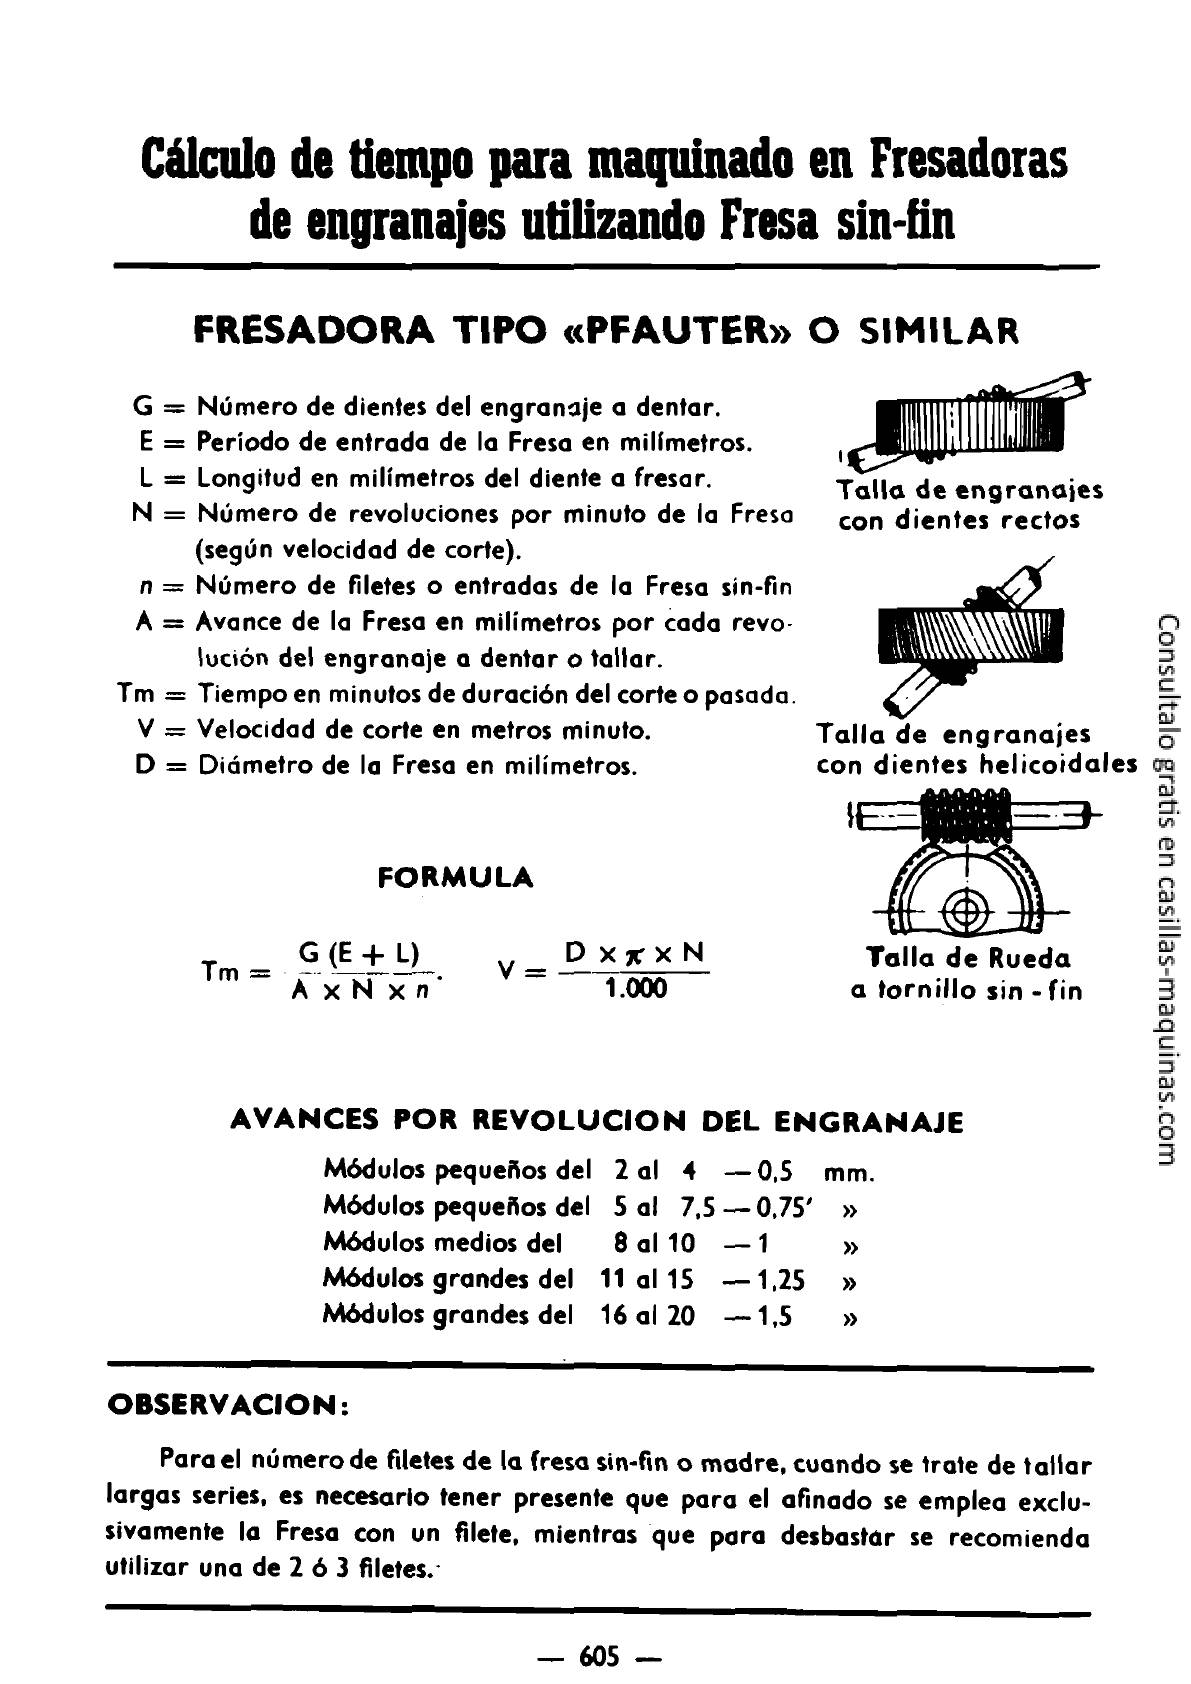 Cálculo de tiempo para maquinado en Fresadoras
de engranajes utilizando Fresa sin-fin
FRESADORA TIPO «PFAUTER» O SIMILAR
G = Número de dientes del engranaje a dentar.
E = Período de entrada de la Fresa en milímetros.
L = Longitud en milímetros del diente a fresar.
N = Número de revoluciones por minuto de la Fresa
(según velocidad de corte).
n = Número de filetes o entradas de la Fresa sin-fin
A = Avance de la Fresa en milímetros por cada revo-
lución del engranaje a dentar o tallar.
Tm = Tiempo en minutos de duración del corte o pasada.
V = Velocidad de corte en metros minuto.
D = Diámetro de la Fresa en milímetros.
Talla de engranajes
con dientes rectos
Talla de engranajes
con dientes helicoidales
Talla de Rueda
a tornillo sin - fin
FORMULA
Tm = G (E + L) / A x N x n. V = D x π x N / 1.000
AVANCES POR REVOLUCION DEL ENGRANAJE
Módulos pequeños del 2 al 4 — 0,5 mm.
Módulos pequeños del 5 al 7,5 — 0,75' »
Módulos medios del 8 al 10 — 1 »
Módulos grandes del 11 al 15 — 1,25 »
Módulos grandes del 16 al 20 — 1,5 »
OBSERVACION:
Para el número de filetes de la fresa sin-fin o madre, cuando se trate de tallar
largas series, es necesario tener presente que para el afinado se emplea exclu-
sivamente la Fresa con un filete, mientras que para desbastar se recomienda
utilizar una de 2 ó 3 filetes.
— 605 —
Consúltalo gratis en casillas-maquinas.com